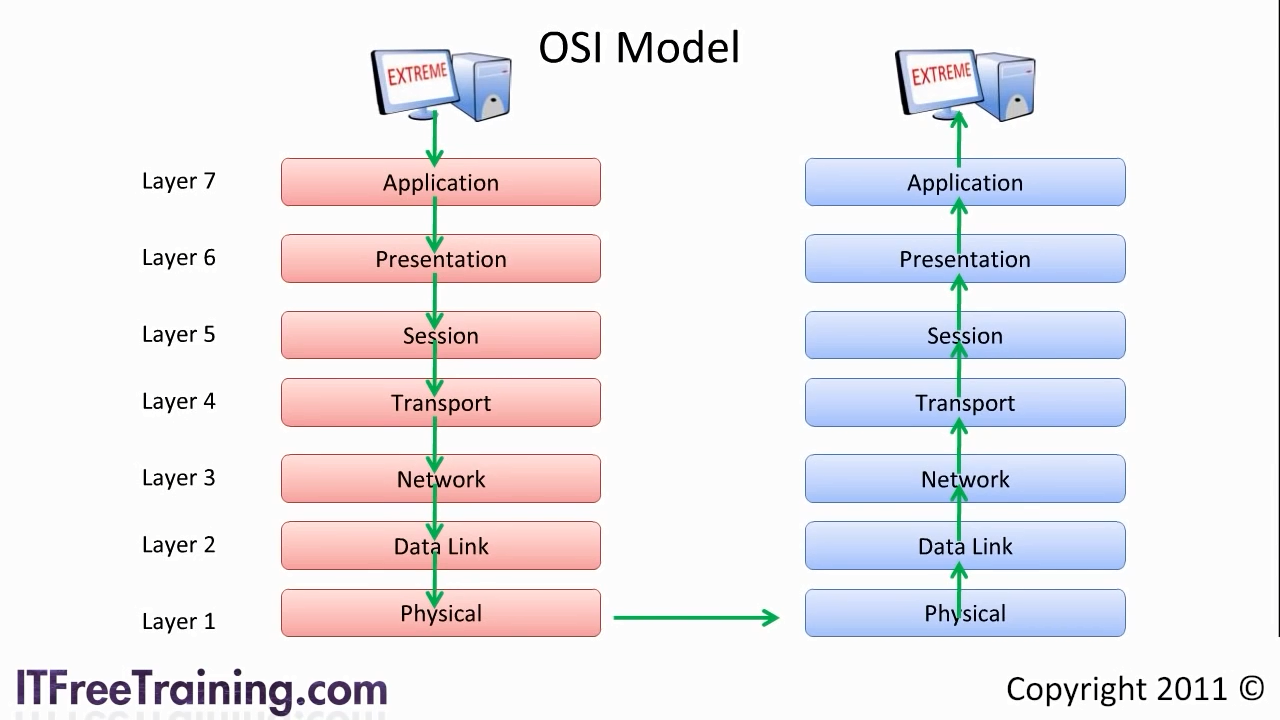 OSI Model
EXTREME
EXTREME
Layer 7 Application Application
Layer 6 Presentation Presentation
Layer 5 Session Session
Layer 4 Transport Transport
Layer 3 Network Network
Layer 2 Data Link Data Link
Layer 1 Physical Physical
ITFreeTraining.com
Copyright 2011 ©